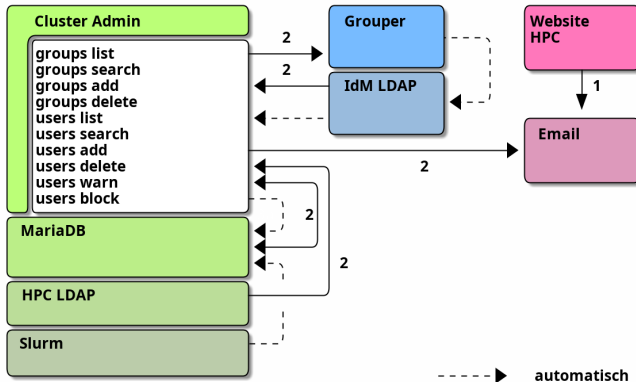 Cluster Admin
groups list
groups search
groups add
groups delete
users list
users search
users add
users delete
users warn
users block
MariaDB
HPC LDAP
Slurm
2
2
Grouper
IdM LDAP
2
2
2
Website
HPC
1
Email
automatisch